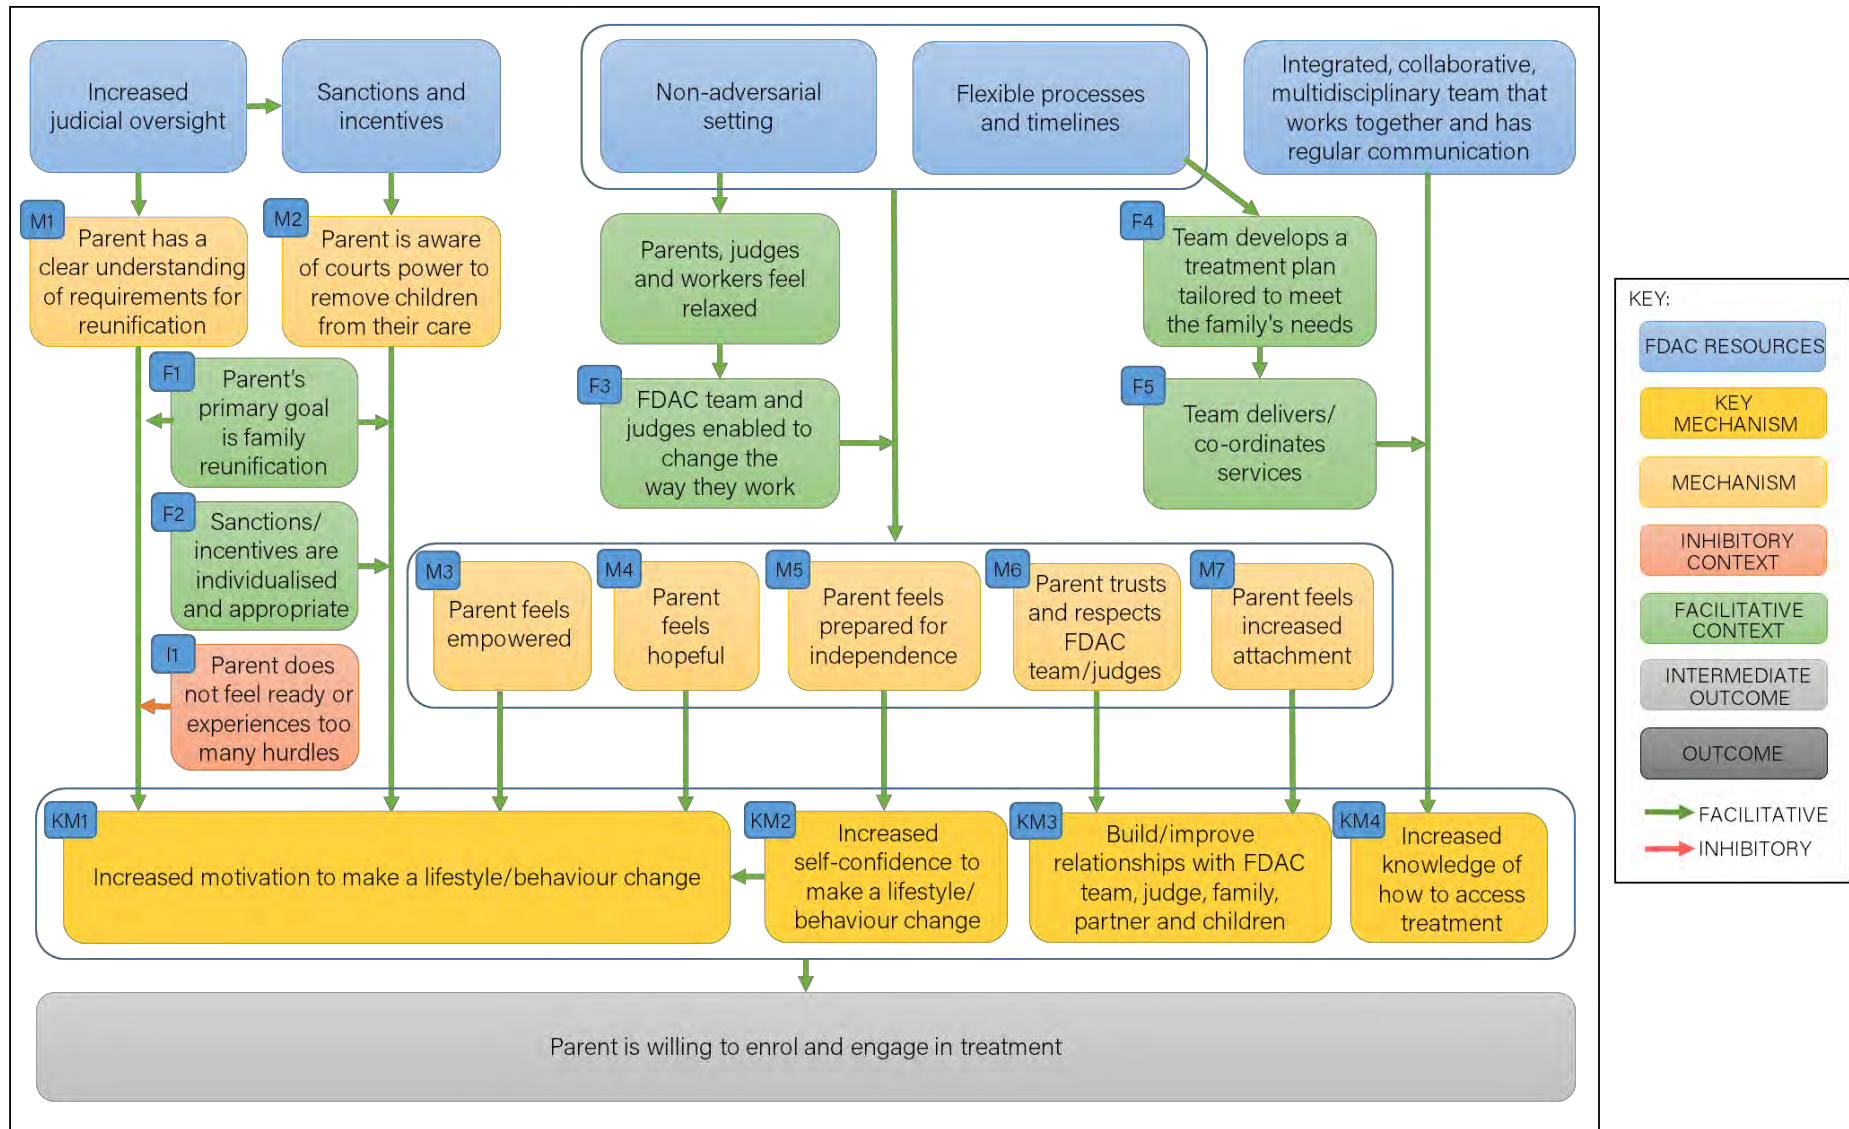 Increased
judicial oversight
Sanctions and
incentives
Non-adversarial
setting
Flexible processes
and timelines
Integrated, collaborative,
multidisciplinary team that
works together and has
regular communication
M1
Parent has a
clear understanding
of requirements for
reunification
M2
Parent is aware
of courts power to
remove children
from their care
Parents, judges
and workers feel
relaxed
F4
Team develops a
treatment plan
tailored to meet
the family's needs
F1
Parent's
primary goal
is family
reunification
F3
FDAC team and
judges enabled to
change the
way they work
F5
Team delivers/
co-ordinates
services
F2
Sanctions/
incentives are
individualised
and appropriate
I1
Parent does
not feel ready or
experiences too
many hurdles
M3
Parent feels
empowered
M4
Parent
feels
hopeful
M5
Parent feels
prepared for
independence
M6
Parent trusts
and respects
FDAC
team/judges
M7
Parent feels
increased
attachment
KM1
Increased motivation to make a lifestyle/behaviour change
KM2
Increased
self-confidence to
make a lifestyle/
behaviour change
KM3
Build/improve
relationships with FDAC
team, judge, family,
partner and children
KM4
Increased
knowledge of
how to access
treatment
Parent is willing to enrol and engage in treatment
KEY:
FDAC RESOURCES
KEY
MECHANISM
MECHANISM
INHIBITORY
CONTEXT
FACILITATIVE
CONTEXT
INTERMEDIATE
OUTCOME
OUTCOME
FACILITATIVE
INHIBITORY